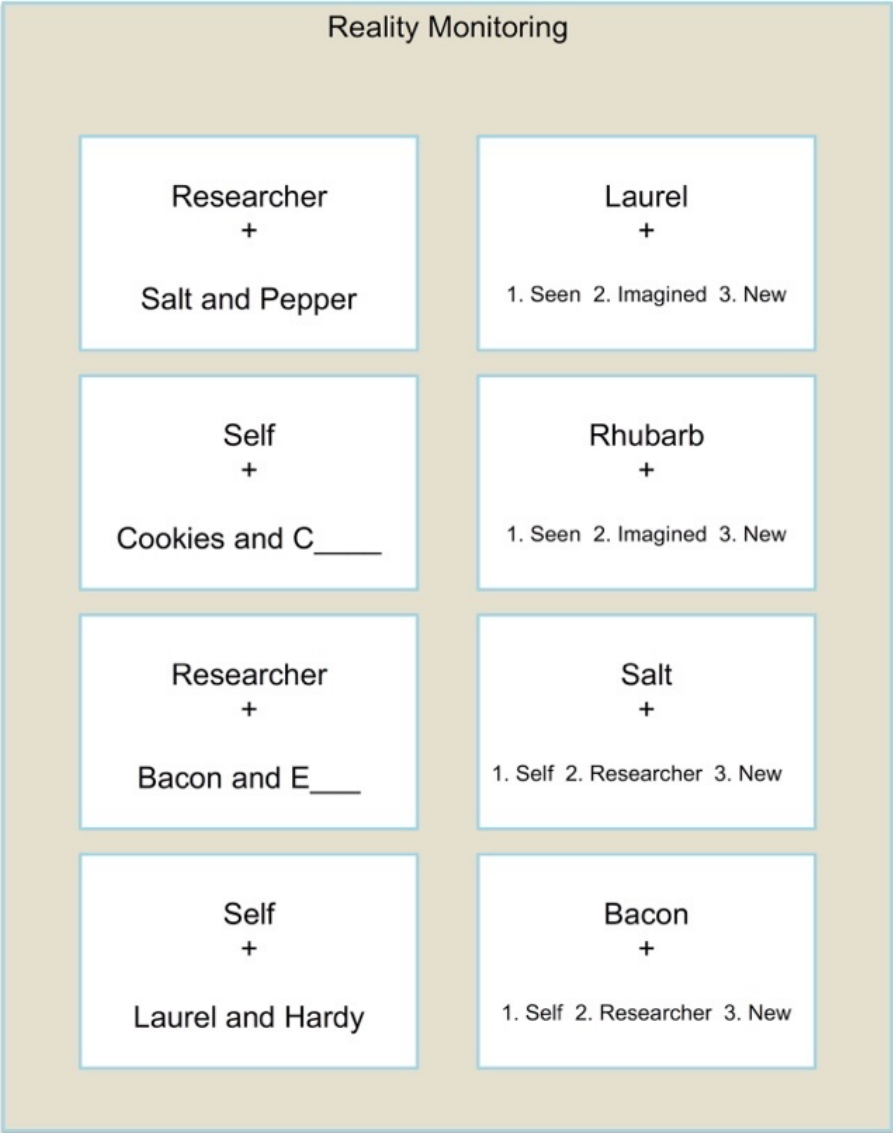 Reality Monitoring
Researcher
+
Salt and Pepper
Self
+
Cookies and C____
Researcher
+
Bacon and E___
Self
+
Laurel and Hardy
Laurel
+
1. Seen 2. Imagined 3. New
Rhubarb
+
1. Seen 2. Imagined 3. New
Salt
+
1. Self 2. Researcher 3. New
Bacon
+
1. Self 2. Researcher 3. New